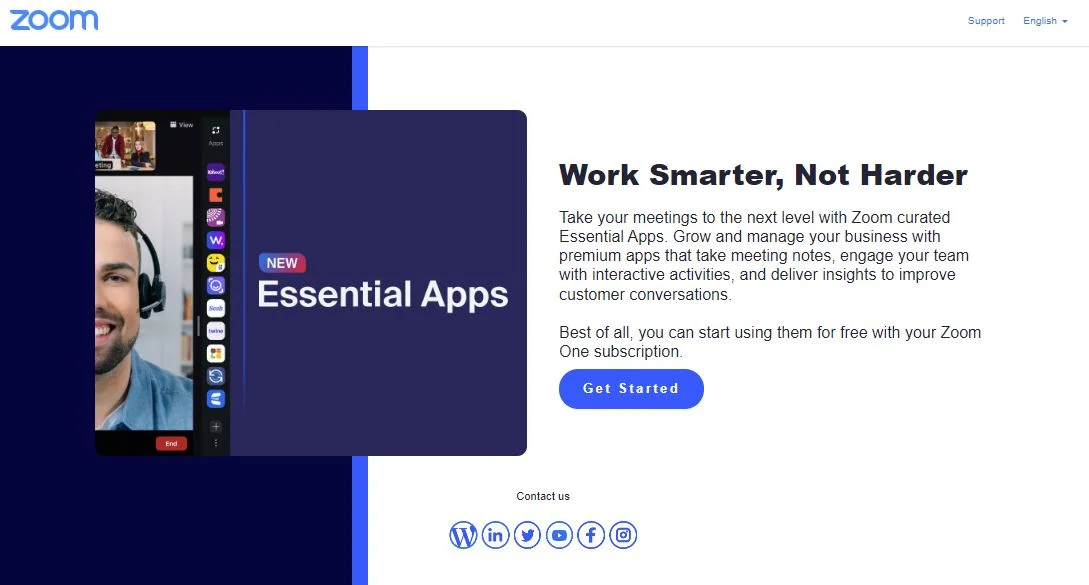 zoom
Support
English
View
Apps
Kahoot!
W.
Sesh
twine
End
NEW
Essential Apps
Work Smarter, Not Harder
Take your meetings to the next level with Zoom curated
Essential Apps. Grow and manage your business with
premium apps that take meeting notes, engage your team
with interactive activities, and deliver insights to improve
customer conversations.
Best of all, you can start using them for free with your Zoom
One subscription.
Get Started
Contact us